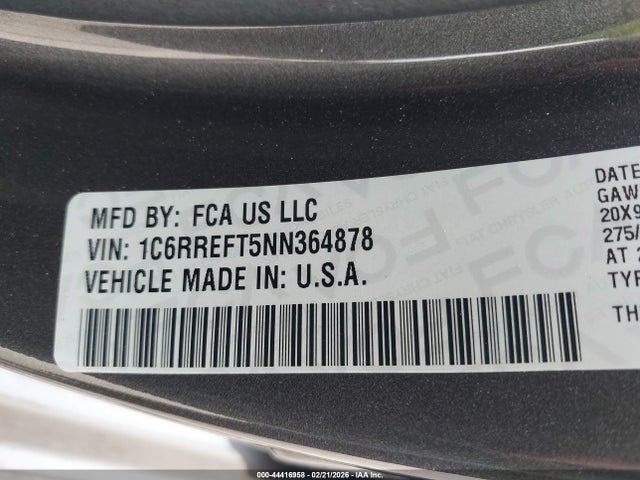 MFD BY: FCA US LLC
VIN: 1C6RREFT5NN364878
VEHICLE MADE IN: U.S.A.
DATE
GAW
20X9
275/
AT 2
TYP
TH
000-44416958 - 02/21/2026 - IAA, Inc.